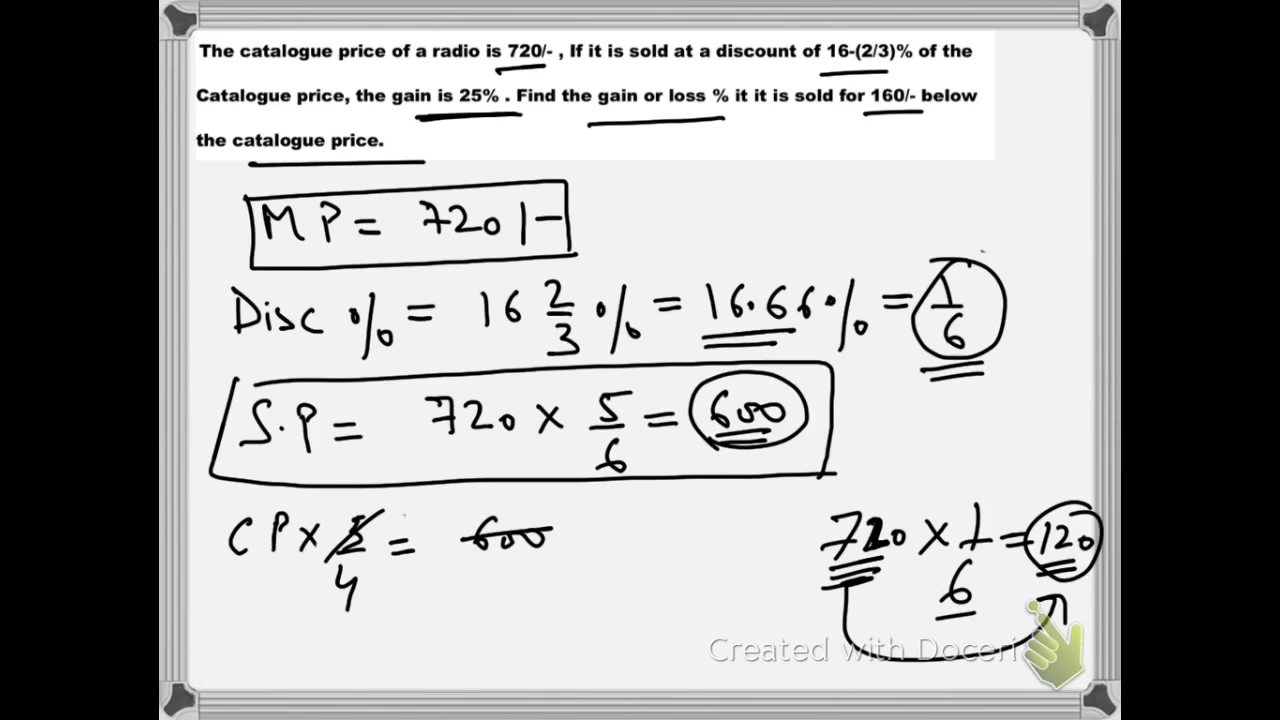 The catalogue price of a radio is 720/- , If it is sold at a discount of 16-(2/3)% of the
Catalogue price, the gain is 25% . Find the gain or loss % it it is sold for 160/- below
the catalogue price.
MP = 720/-
Disc % = 16 2/3 % = 16.66% = 1/6
S.P = 720 × 5/6 = 600
CP × 5/4 = 600
720 × 1/6 = 120
Created with Doceri